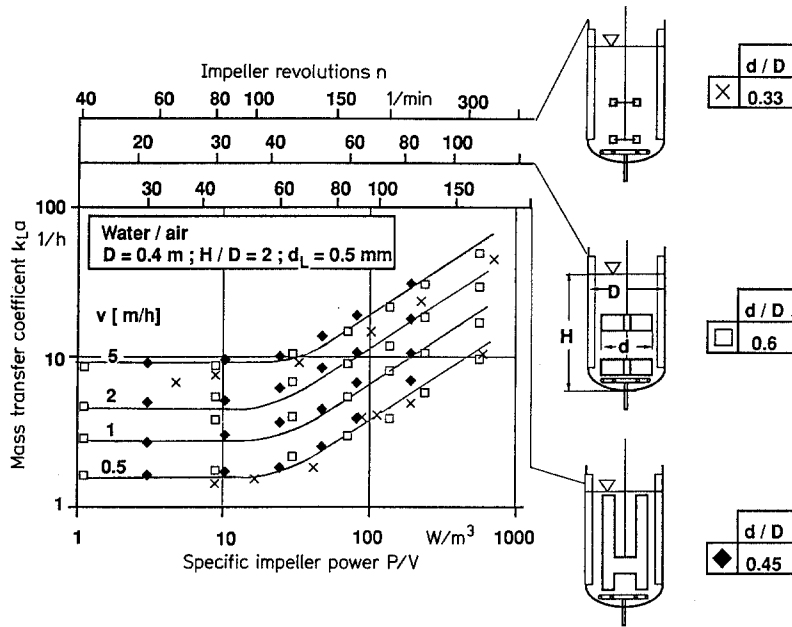 Impeller revolutions n
40 60 80 100 150 1/min 300
20 30 40 60 80 100
30 40 60 80 100 150
100
1/h
10
1
Mass transfer coefficent kLa
Water / air
D = 0.4 m ; H / D = 2 ; dL = 0.5 mm
v [ m/h]
5
2
1
0.5
1 10 100 W/m³ 1000
Specific impeller power P/V
d / D
× 0.33
D
H
d
d / D
□ 0.6
d / D
◆ 0.45